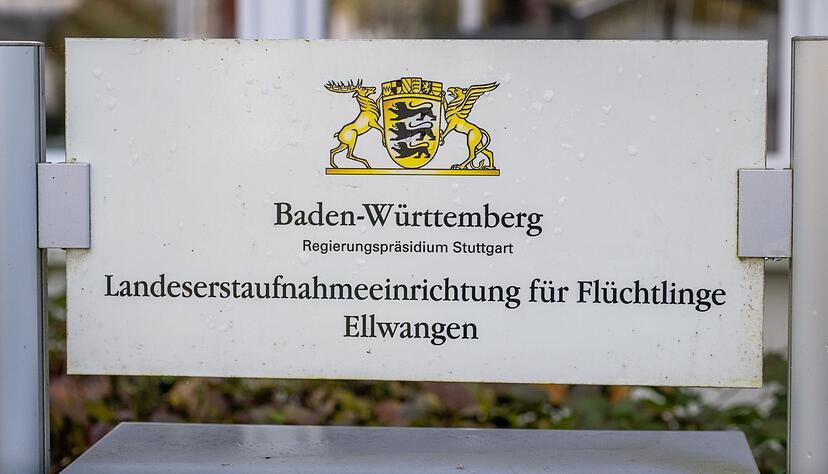 Baden-Württemberg
Regierungspräsidium Stuttgart
Landeserstaufnahmeeinrichtung für Flüchtlinge
Ellwangen